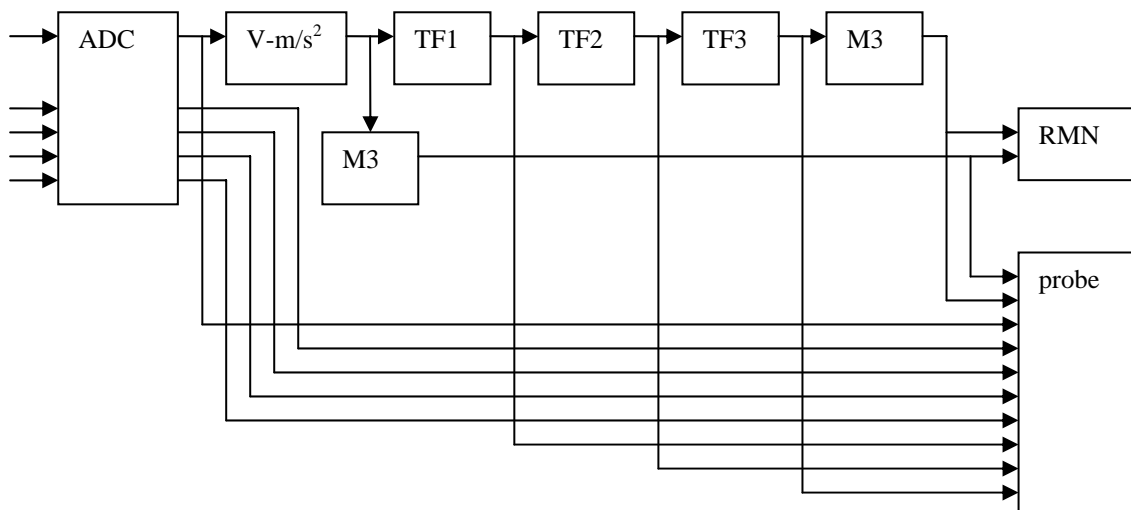 ADC
V-m/s²
TF1
TF2
TF3
M3
M3
RMN
probe